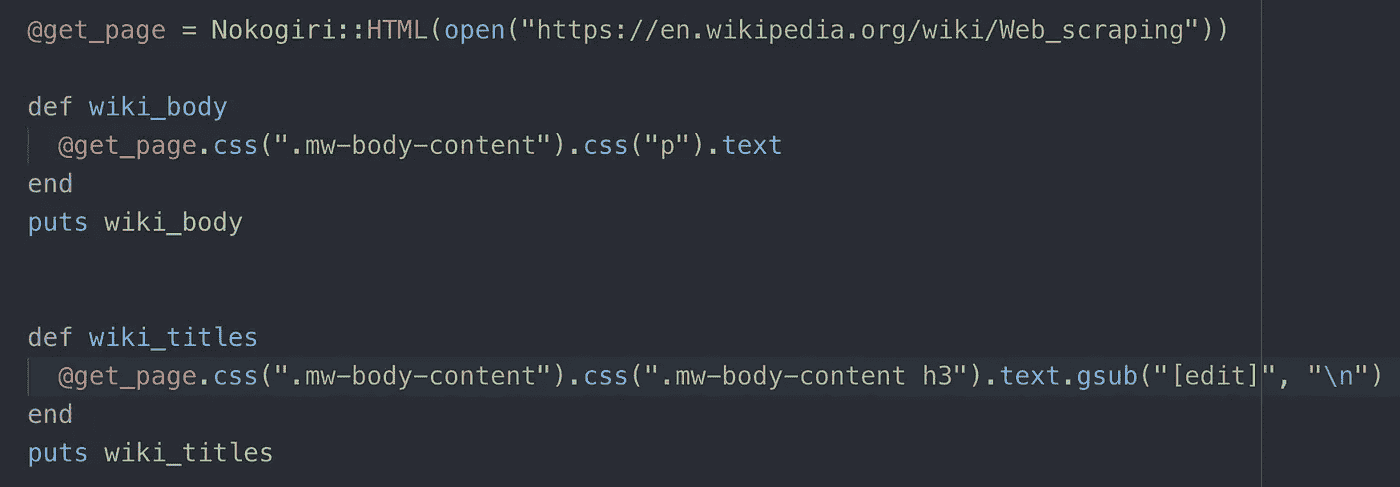 @get_page = Nokogiri::HTML(open("https://en.wikipedia.org/wiki/Web_scraping"))
def wiki_body
@get_page.css(".mw-body-content").css("p").text
end
puts wiki_body
def wiki_titles
@get_page.css(".mw-body-content").css(".mw-body-content h3").text.gsub("[edit]", "\n")
end
puts wiki_titles